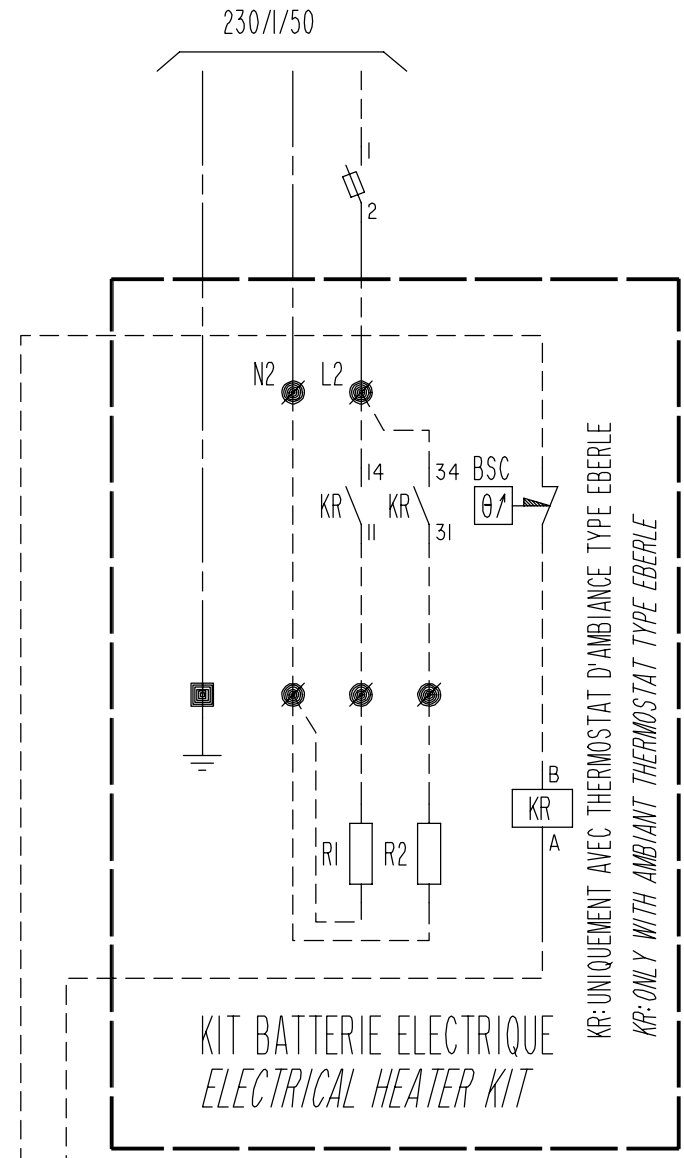 230/1/50
1
2
N2 L2
14 34 BSC
KR KR θ
11 31
B
KR
A
R1 R2
KIT BATTERIE ELECTRIQUE
ELECTRICAL HEATER KIT
KR:UNIQUEMENT AVEC THERMOSTAT D'AMBIANCE TYPE EBERLE
KR:ONLY WITH AMBIANT THERMOSTAT TYPE EBERLE